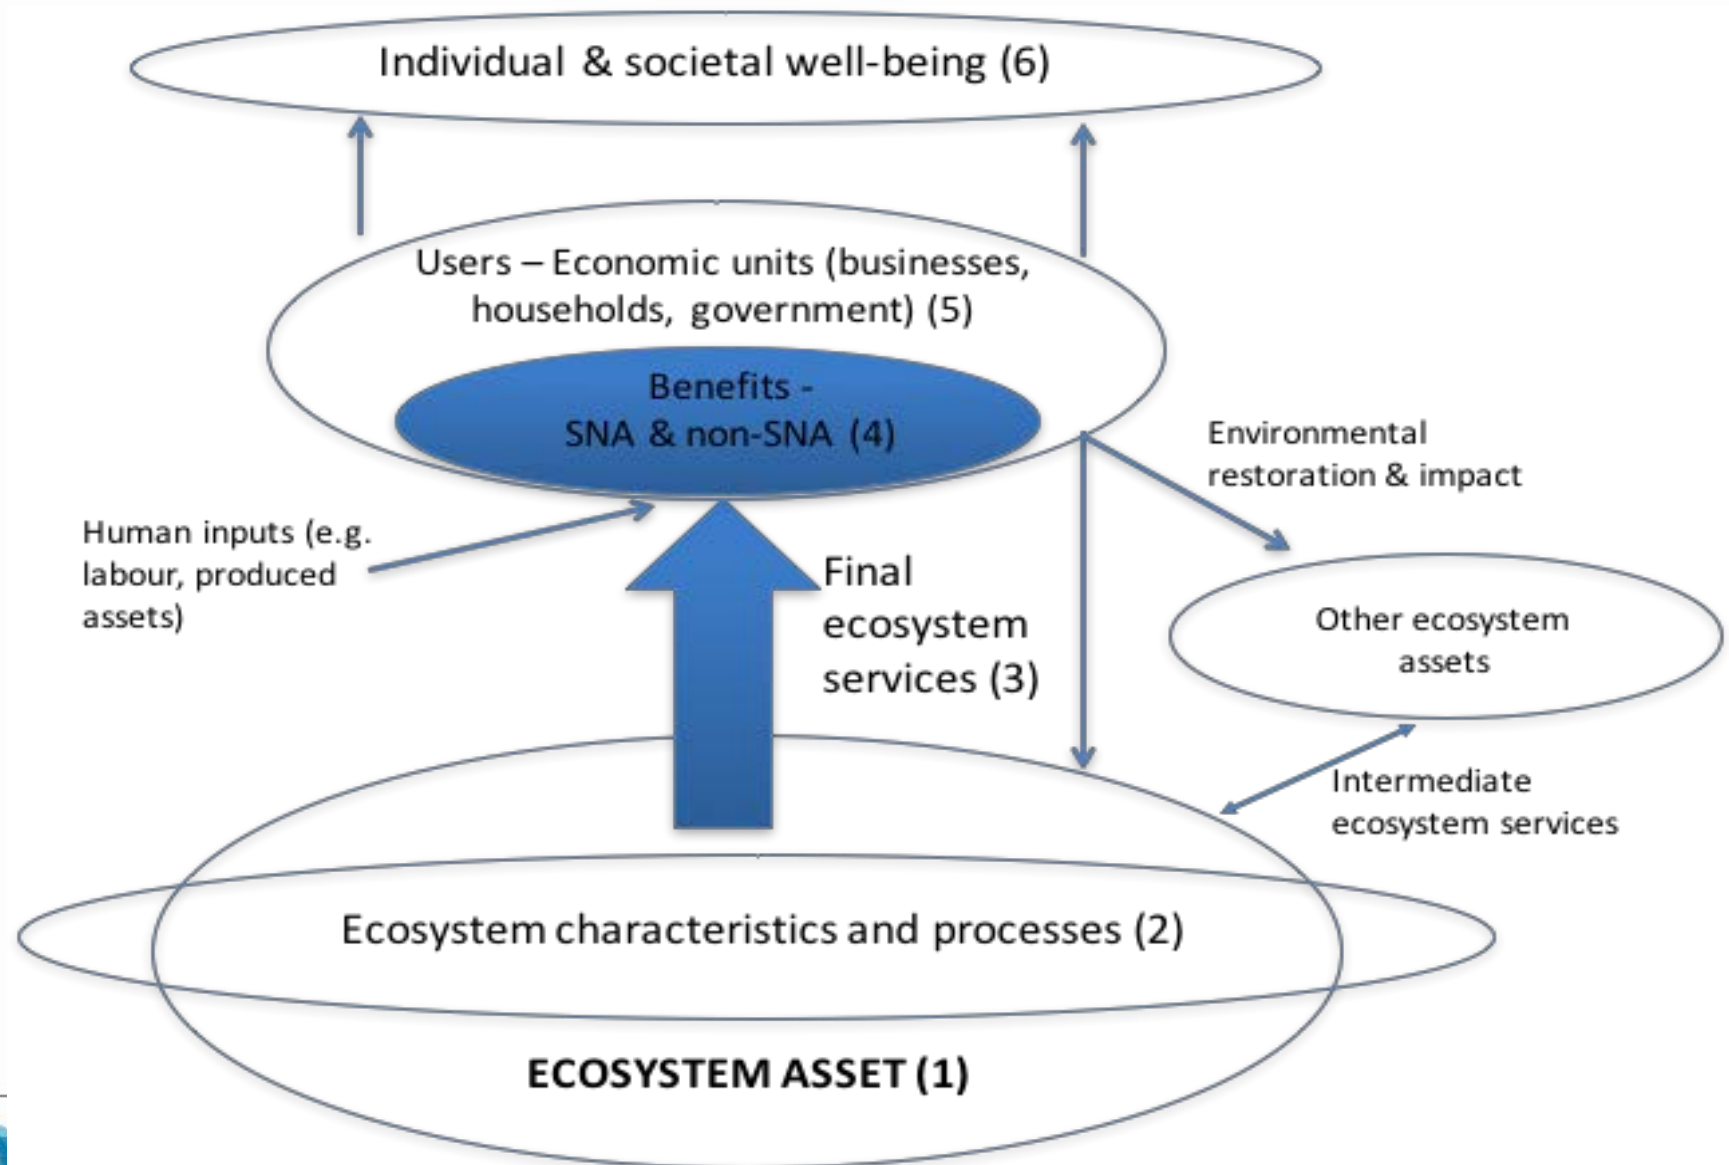 Individual & societal well-being (6)
Users – Economic units (businesses,
households, government) (5)
Benefits -
SNA & non-SNA (4)
Environmental
restoration & impact
Human inputs (e.g.
labour, produced
assets)
Final
ecosystem
services (3)
Other ecosystem
assets
Intermediate
ecosystem services
Ecosystem characteristics and processes (2)
ECOSYSTEM ASSET (1)